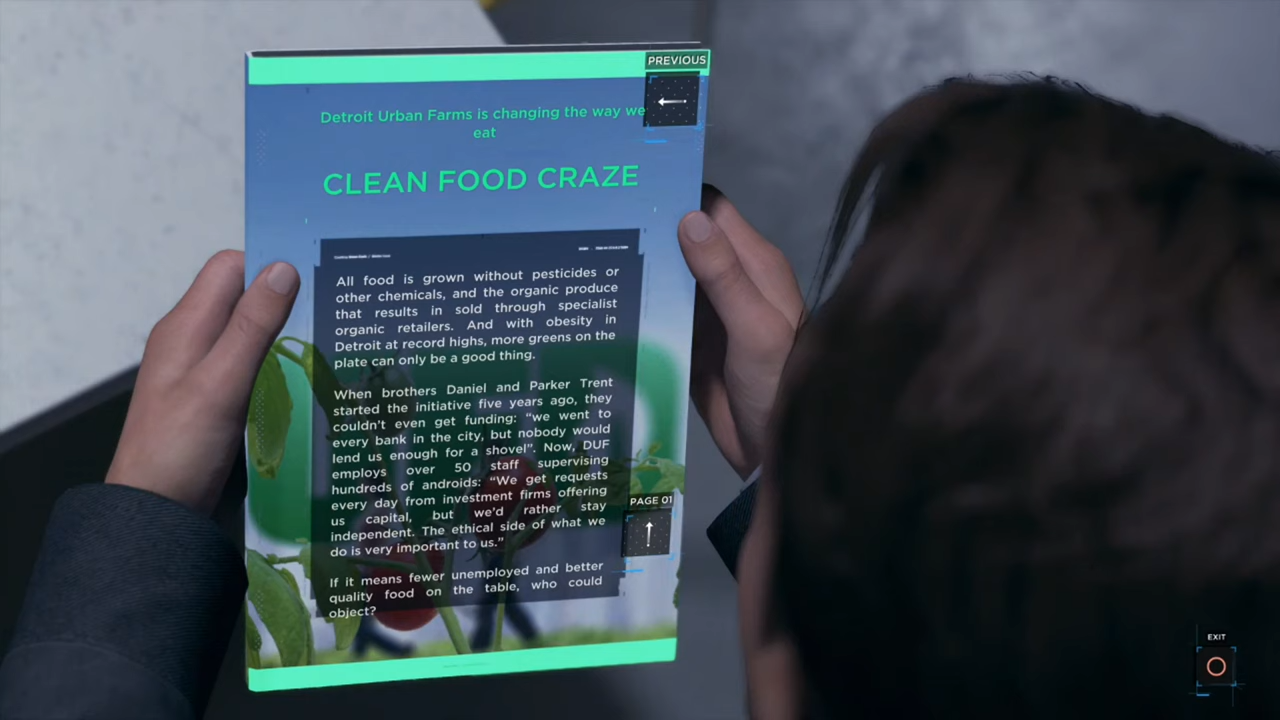 PREVIOUS
Detroit Urban Farms is changing the way we
eat
CLEAN FOOD CRAZE
All food is grown without pesticides or
other chemicals, and the organic produce
that results in sold through specialist
organic retailers. And with obesity in
Detroit at record highs, more greens on the
plate can only be a good thing.
When brothers Daniel and Parker Trent
started the initiative five years ago, they
couldn't even get funding: “we went to
every bank in the city, but nobody would
lend us enough for a shovel”. Now, DUF
employs over 50 staff supervising
hundreds of androids: “We get requests
every day from investment firms offering
us capital, but we'd rather stay
independent. The ethical side of what we
do is very important to us.”
If it means fewer unemployed and better
quality food on the table, who could
object?
PAGE 01
EXIT